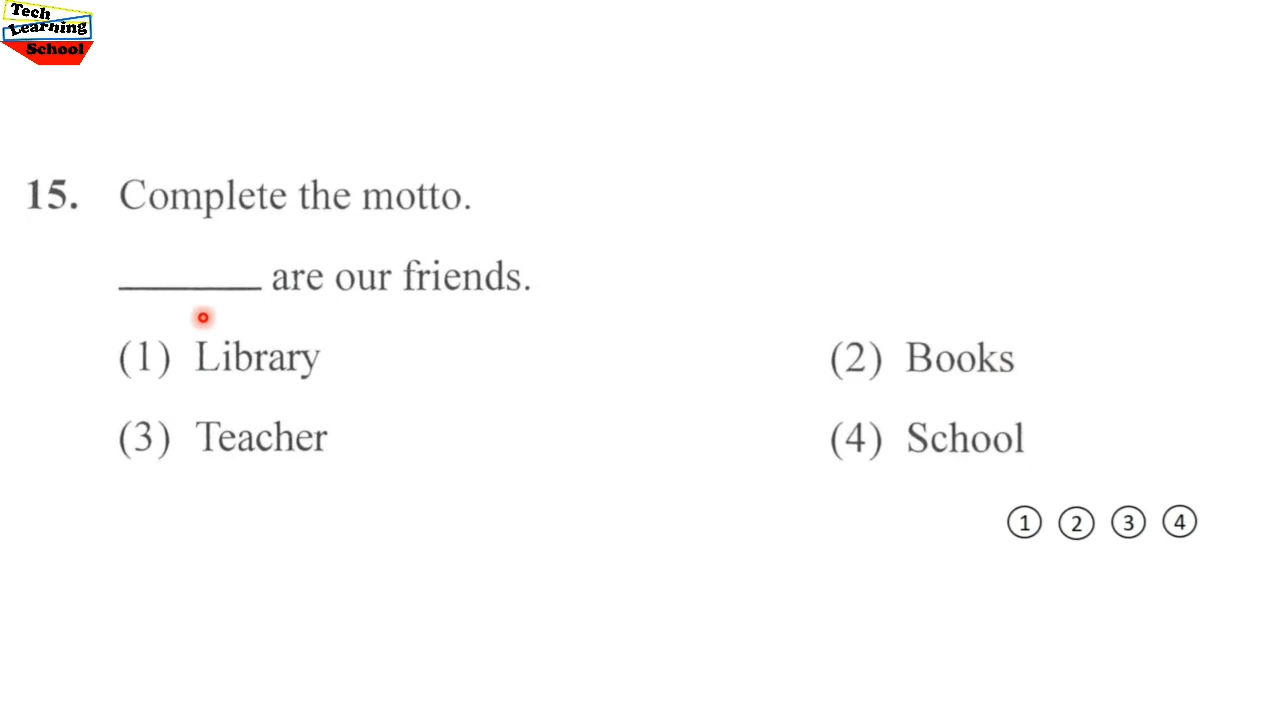 Tech
Learning
School
15. Complete the motto.
_______ are our friends.
(1) Library (2) Books
(3) Teacher (4) School
1 2 3 4